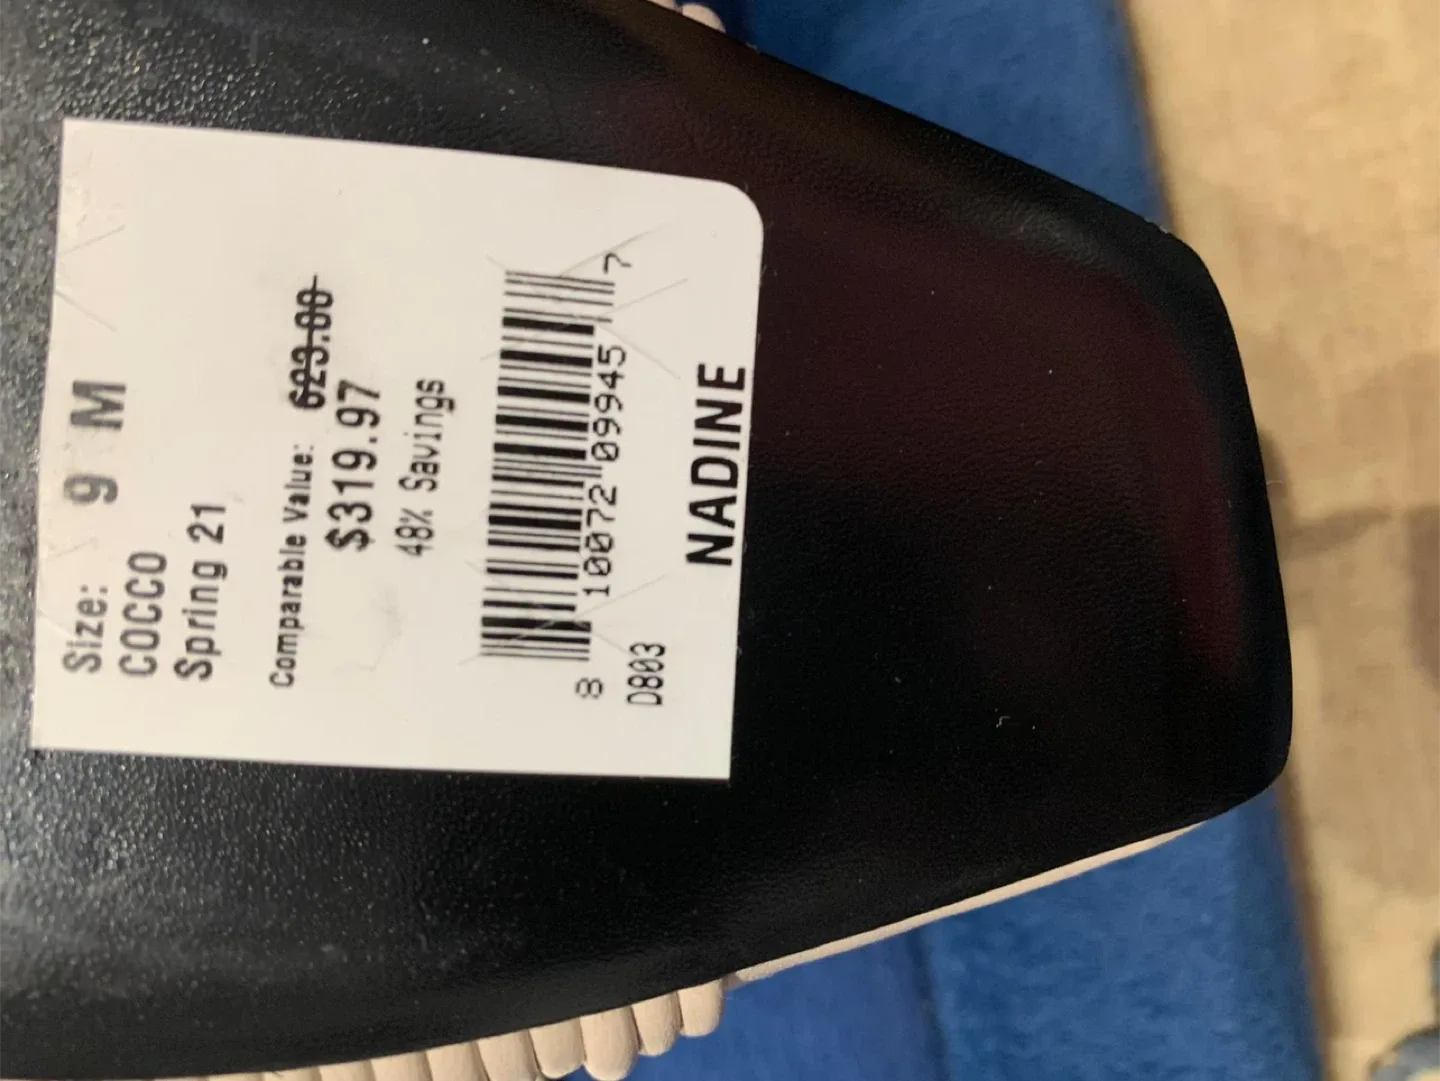 Size: 9 M
COCCO
Spring 21
Comparable Value: 623.00
$319.97
48% Savings
8 10072 09945 7
D803
NADINE